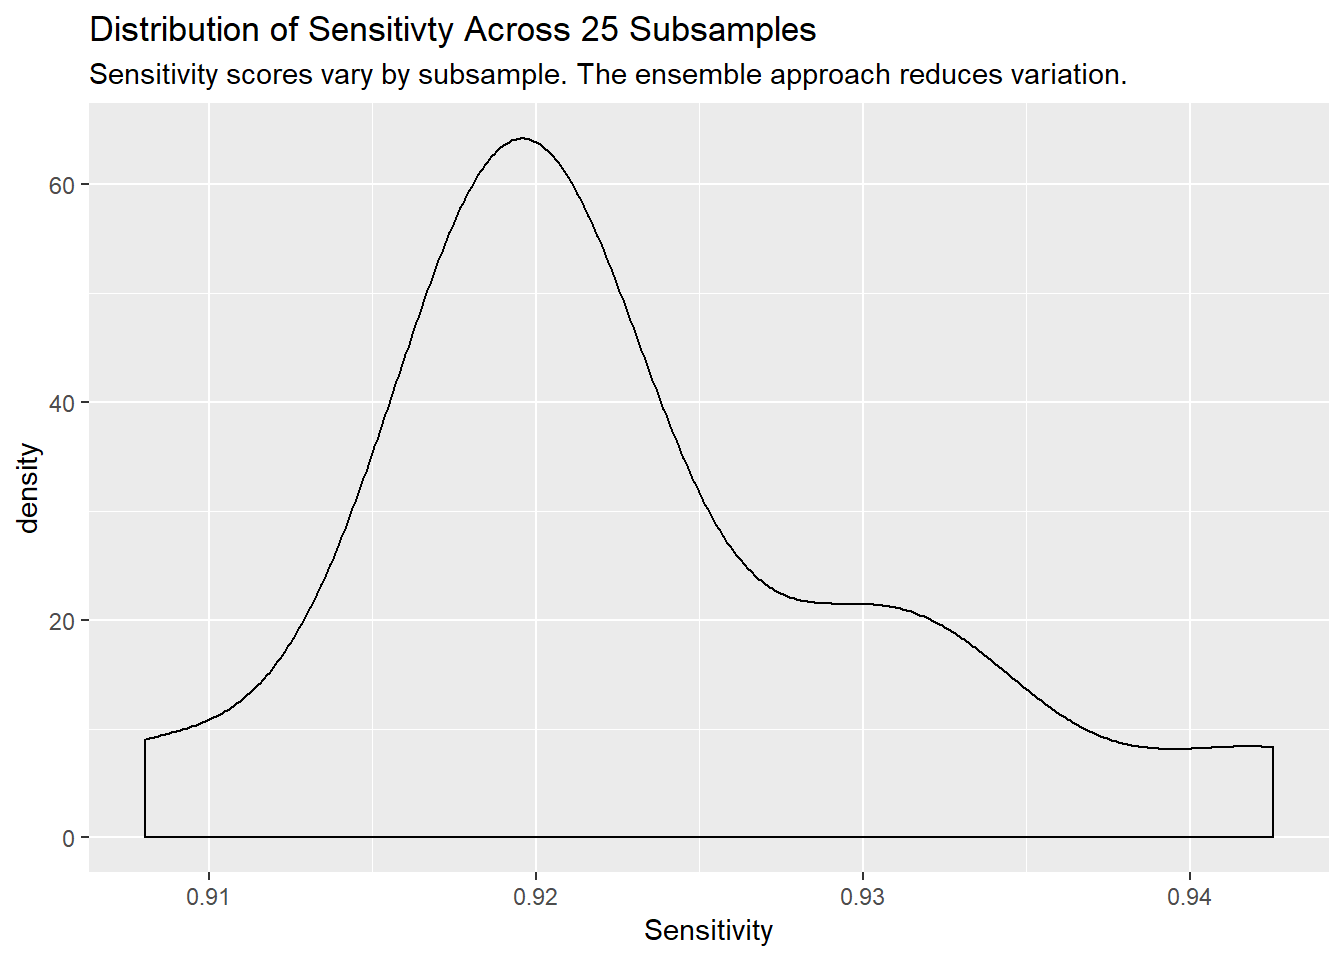 Distribution of Sensitivty Across 25 Subsamples
Sensitivity scores vary by subsample. The ensemble approach reduces variation.
60
40
20
0
density
0.91 0.92 0.93 0.94
Sensitivity